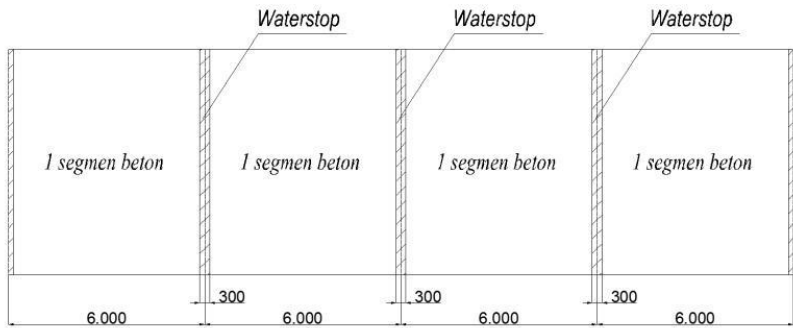 Waterstop Waterstop Waterstop
1 segmen beton 1 segmen beton 1 segmen beton 1 segmen beton
300 300 300
6.000 6.000 6.000 6.000